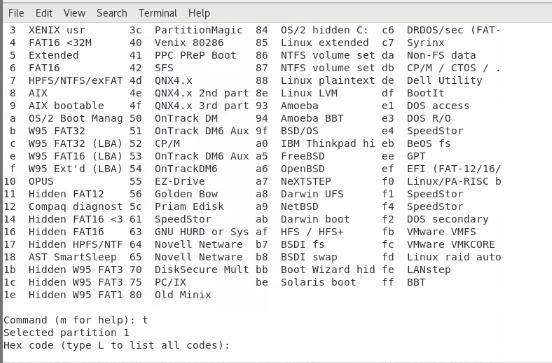 File Edit View Search Terminal Help
3 XENIX usr 3c PartitionMagic 84 OS/2 hidden C: c6 DRDOS/sec (FAT-
4 FAT16 <32M 40 Venix 80286 85 Linux extended c7 Syrinx
5 Extended 41 PPC PReP Boot 86 NTFS volume set da Non-FS data
6 FAT16 42 SFS 87 NTFS volume set db CP/M / CTOS / .
7 HPFS/NTFS/exFAT 4d QNX4.x 88 Linux plaintext de Dell Utility
8 AIX 4e QNX4.x 2nd part 8e Linux LVM df BootIt
9 AIX bootable 4f QNX4.x 3rd part 93 Amoeba e1 DOS access
a OS/2 Boot Manag 50 OnTrack DM 94 Amoeba BBT e3 DOS R/O
b W95 FAT32 51 OnTrack DM6 Aux 9f BSD/OS e4 SpeedStor
c W95 FAT32 (LBA) 52 CP/M a0 IBM Thinkpad hi eb BeOS fs
e W95 FAT16 (LBA) 53 OnTrack DM6 Aux a5 FreeBSD ee GPT
f W95 Ext'd (LBA) 54 OnTrackDM6 a6 OpenBSD ef EFI (FAT-12/16/
10 OPUS 55 EZ-Drive a7 NeXTSTEP f0 Linux/PA-RISC b
11 Hidden FAT12 56 Golden Bow a8 Darwin UFS f1 SpeedStor
12 Compaq diagnost 5c Priam Edisk a9 NetBSD f4 SpeedStor
14 Hidden FAT16 <3 61 SpeedStor ab Darwin boot f2 DOS secondary
16 Hidden FAT16 63 GNU HURD or Sys af HFS / HFS+ fb VMware VMFS
17 Hidden HPFS/NTF 64 Novell Netware b7 BSDI fs fc VMware VMKCORE
18 AST SmartSleep 65 Novell Netware b8 BSDI swap fd Linux raid auto
1b Hidden W95 FAT3 70 DiskSecure Mult bb Boot Wizard hid fe LANstep
1c Hidden W95 FAT3 75 PC/IX be Solaris boot ff BBT
1e Hidden W95 FAT1 80 Old Minix
Command (m for help): t
Selected partition 1
Hex code (type L to list all codes):